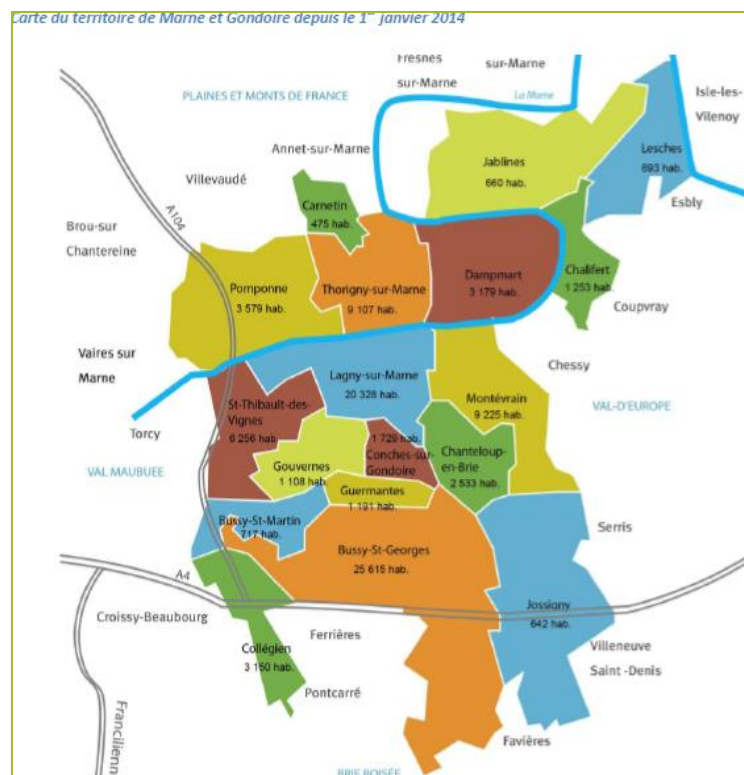 Carte du territoire de Marne et Gondoire depuis le 1er janvier 2014
Fresnes
sur-Marne
sur-Marne
La Marne
Isle-les-
Vilenoy
PLAINES ET MONTS DE FRANCE
Annet-sur-Marne
Jablines
660 hab.
Lesches
693 hab.
Villevaudé
Carnetin
475 hab.
Esbly
A104
Brou-sur
Chantereine
Pomponne
3 579 hab.
Thorigny-sur-Marne
9 107 hab.
Dampmart
3 179 hab.
Chalifert
1 253 hab.
Coupvray
Vaires sur
Marne
Lagny-sur-Marne
20 328 hab.
Chessy
Montévrain
9 225 hab.
VAL-D'EUROPE
St-Thibault-des-
Vignes
6 256 hab.
Torcy
1 729 hab.
Conches-sur-
Gondoire
Chanteloup-
en-Brie
2 533 hab.
VAL MAUBUEE
Gouvernes
1 108 hab.
Guermantes
1 191 hab.
Bussy-St-Martin
717 hab.
Bussy-St-Georges
25 615 hab.
Serris
A4
Croissy-Beaubourg
Jossigny
642 hab.
Ferrières
Collégien
3 150 hab.
Villeneuve
Saint -Denis
Pontcarré
Francilienn
Favières
BRIE BOISÉE